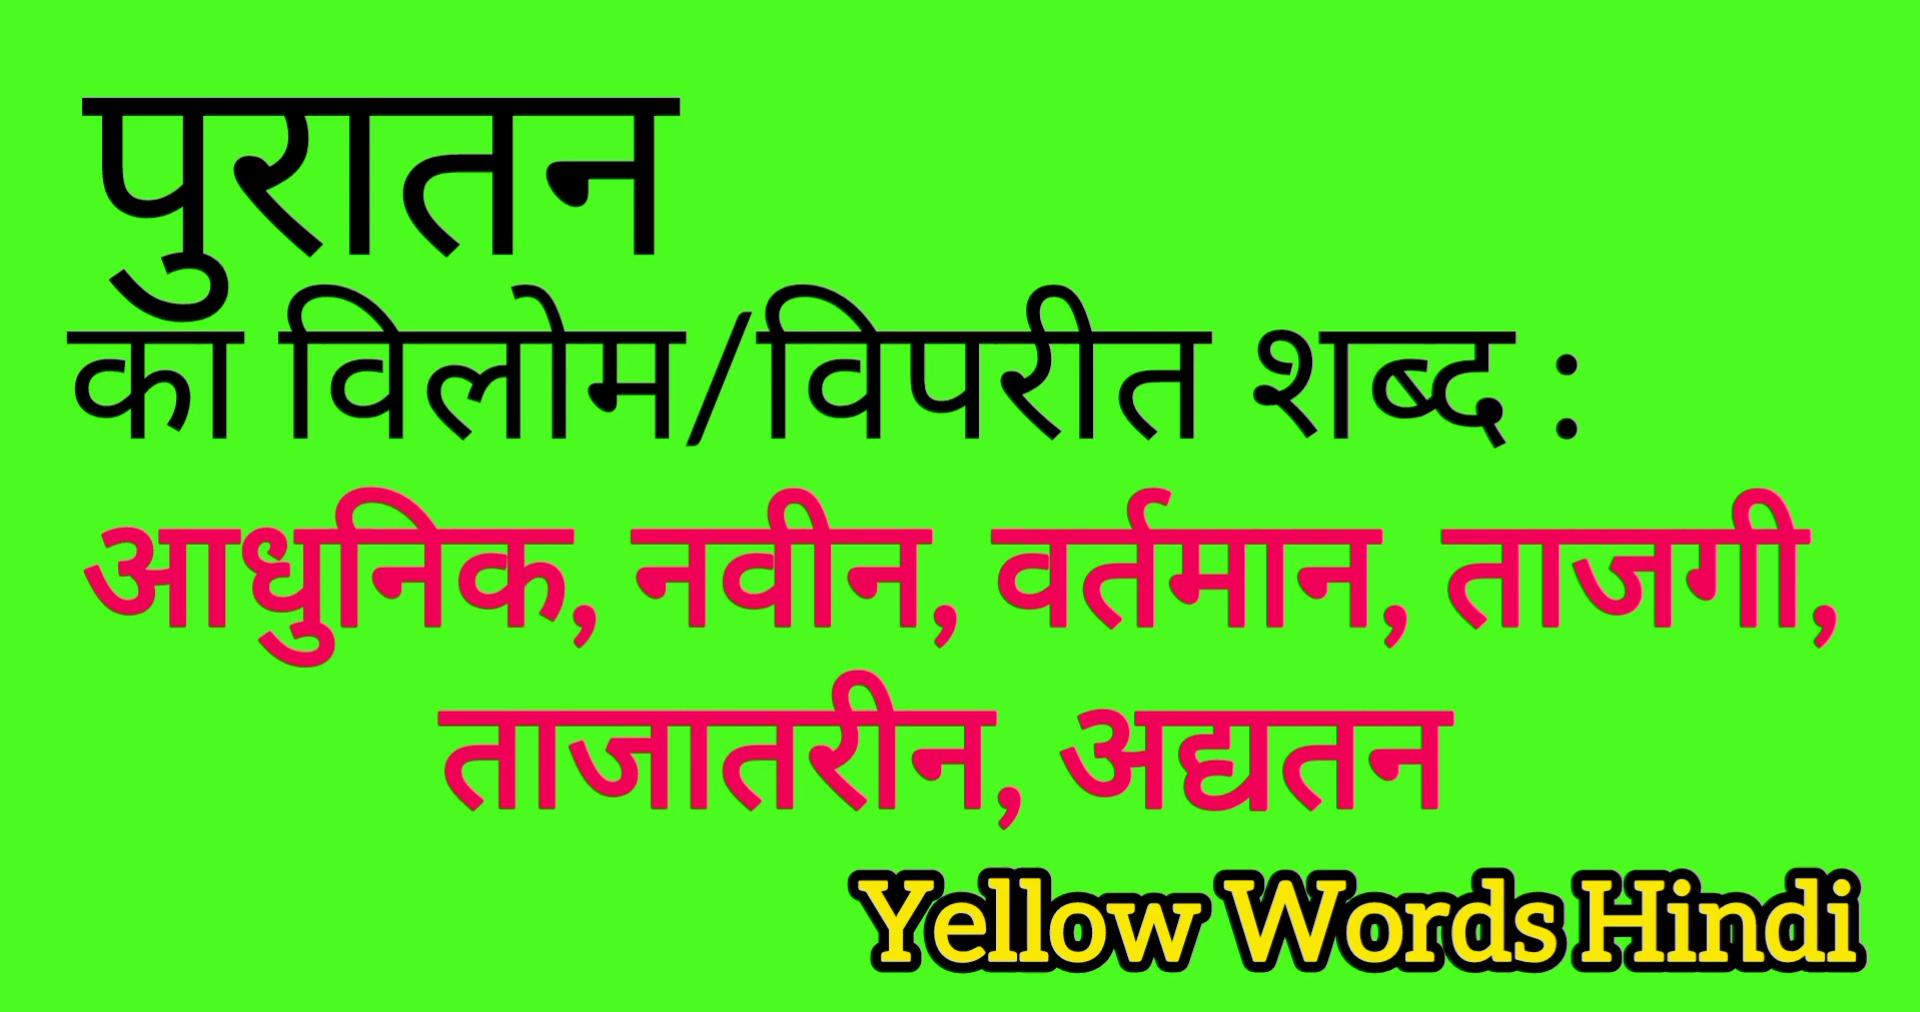 पुरातन
का विलोम/विपरीत शब्द :
आधुनिक, नवीन, वर्तमान, ताजगी,
ताजातरीन, अद्यतन
Yellow Words Hindi